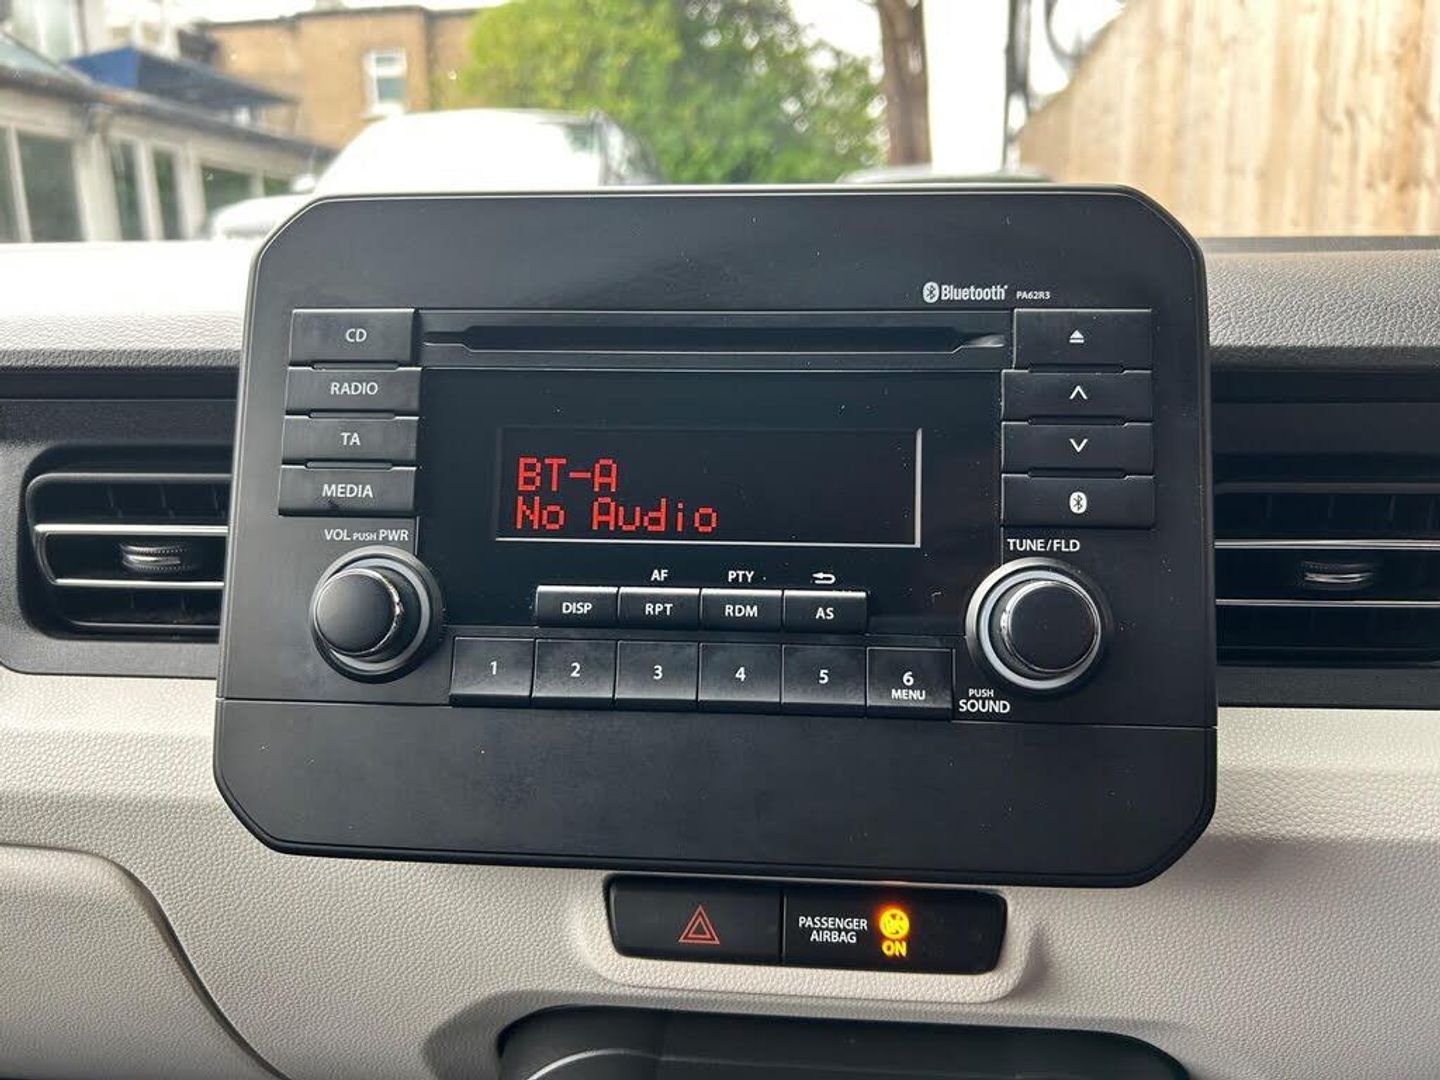 Bluetooth PA62R3
CD
RADIO
TA
MEDIA
BT-A
No Audio
VOL PUSH PWR
TUNE/FLD
AF PTY
DISP RPT RDM AS
1 2 3 4 5 6
MENU
PUSH
SOUND
PASSENGER
AIRBAG
ON